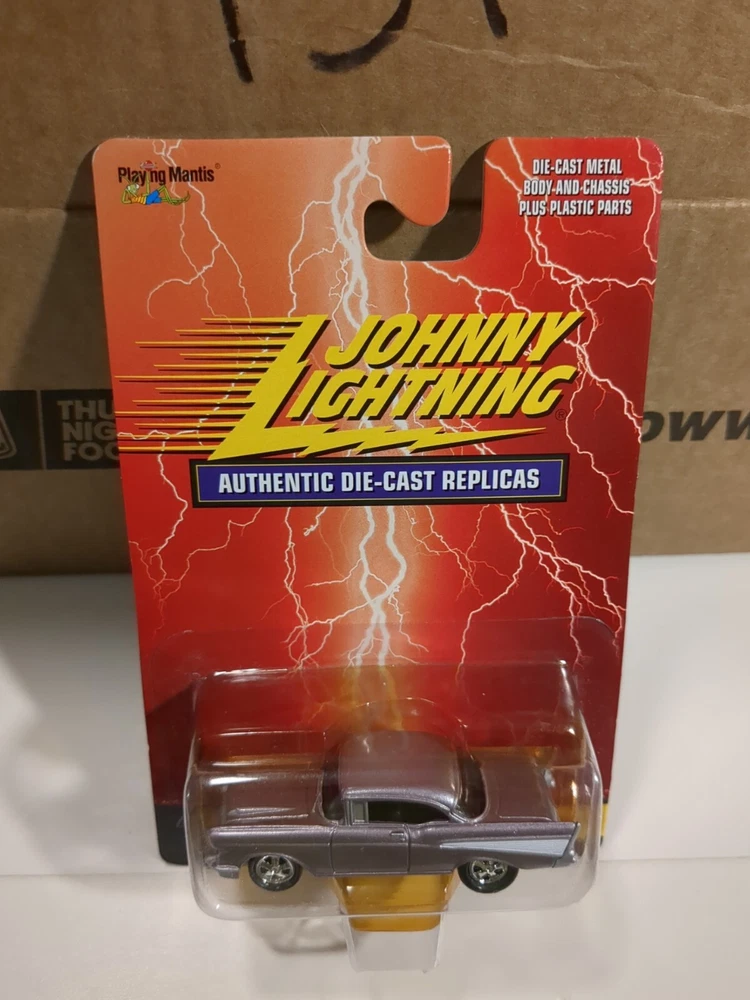 Playing Mantis®
DIE-CAST METAL
BODY AND CHASSIS
PLUS PLASTIC PARTS
JOHNNY
LIGHTNING®
AUTHENTIC DIE-CAST REPLICAS